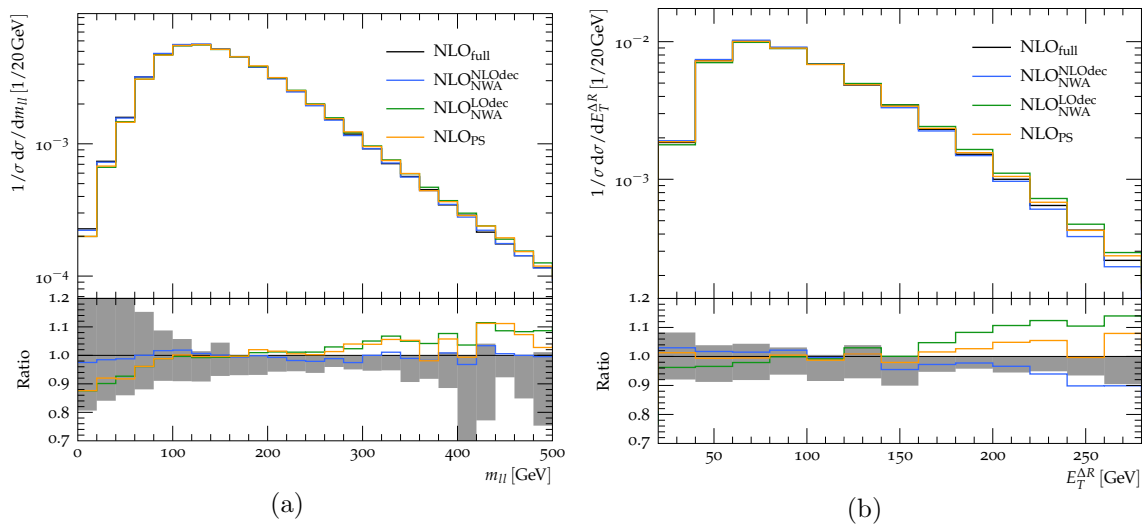 NLO_full
NLO_NWA^NLOdec
NLO_NWA^LOdec
NLO_PS
10^−3
10^−4
1/σ dσ/dm_ll [1/20 GeV]
1.2
1.1
1.0
0.9
0.8
0.7
Ratio
0 100 200 300 400 500
m_ll [GeV]
(a)
NLO_full
NLO_NWA^NLOdec
NLO_NWA^LOdec
NLO_PS
10^−2
10^−3
1/σ dσ/dE_T^ΔR [1/20 GeV]
1.2
1.1
1.0
0.9
0.8
0.7
Ratio
50 100 150 200 250
E_T^ΔR [GeV]
(b)